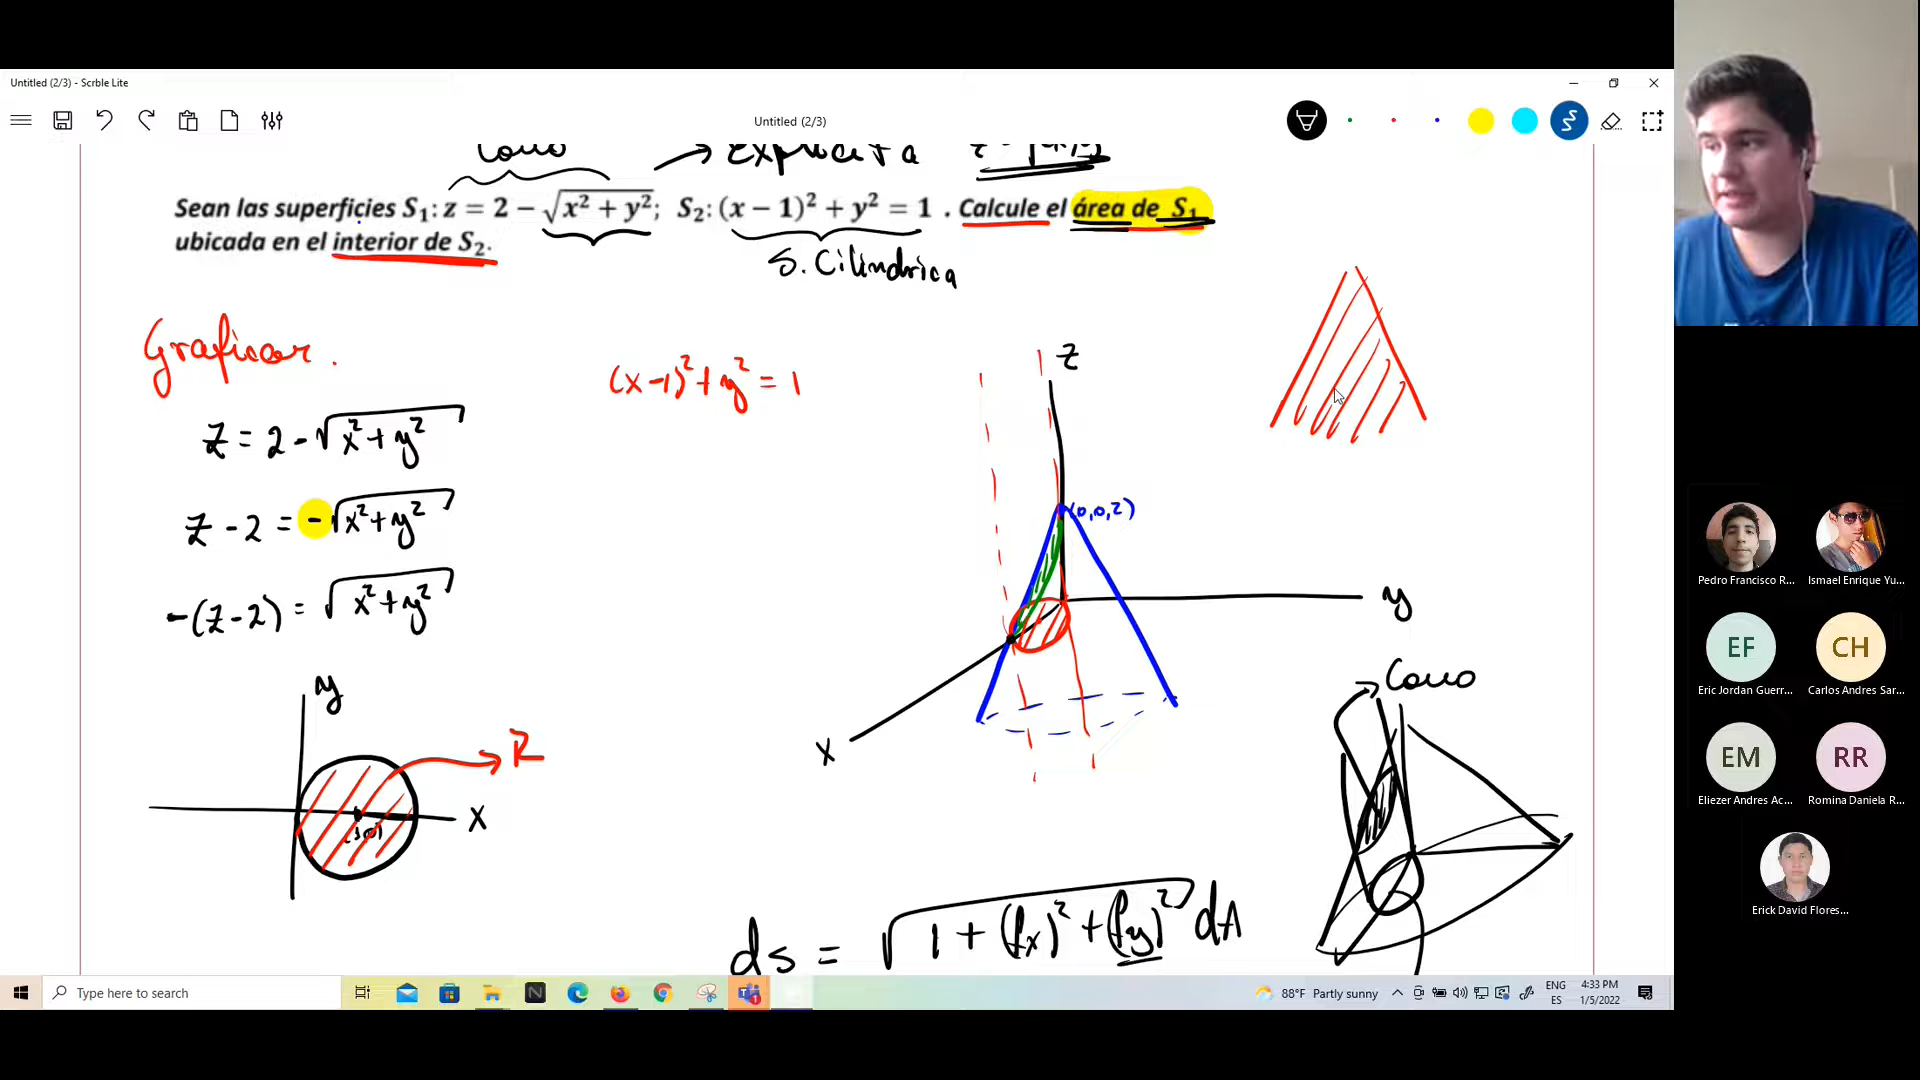 Untitled (2/3) - Scrble Lite
Untitled (2/3)
Cono
Explicita
Sean las superficies S₁: z = 2 − √(x² + y²); S₂: (x − 1)² + y² = 1 . Calcule el área de S₁
ubicada en el interior de S₂.
S. Cilindrica
Graficar.
(x-1)² + y² = 1
z
z = 2 - √(x² + y²)
z - 2 = -√(x² + y²)
(0,0,2)
-(z-2) = √(x² + y²)
y
Cono
y
R
x
x
ds = √(1 + (fx)² + (fy)²) dA
Pedro Francisco R...
Ismael Enrique Yu...
EF
CH
Eric Jordan Guerr...
Carlos Andres Sar...
EM
RR
Eliezer Andres Ac...
Romina Daniela R...
Erick David Flores...
Type here to search
88°F Partly sunny
ENG
ES
4:33 PM
1/5/2022